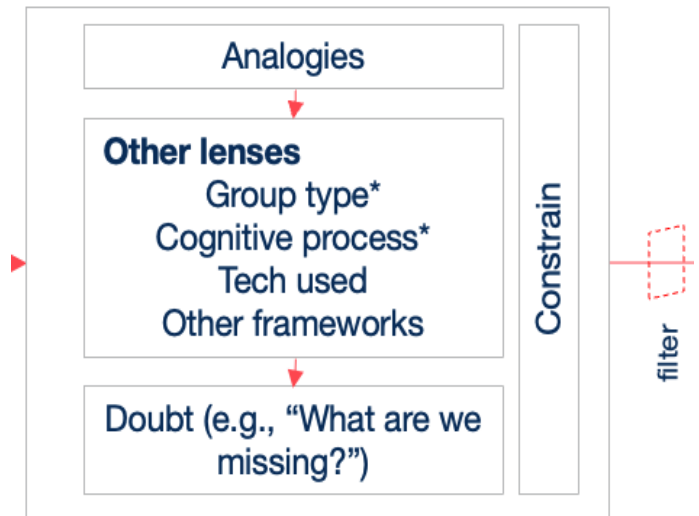 Analogies
Other lenses
Group type*
Cognitive process*
Tech used
Other frameworks
Doubt (e.g., “What are we
missing?”)
Constrain
filter